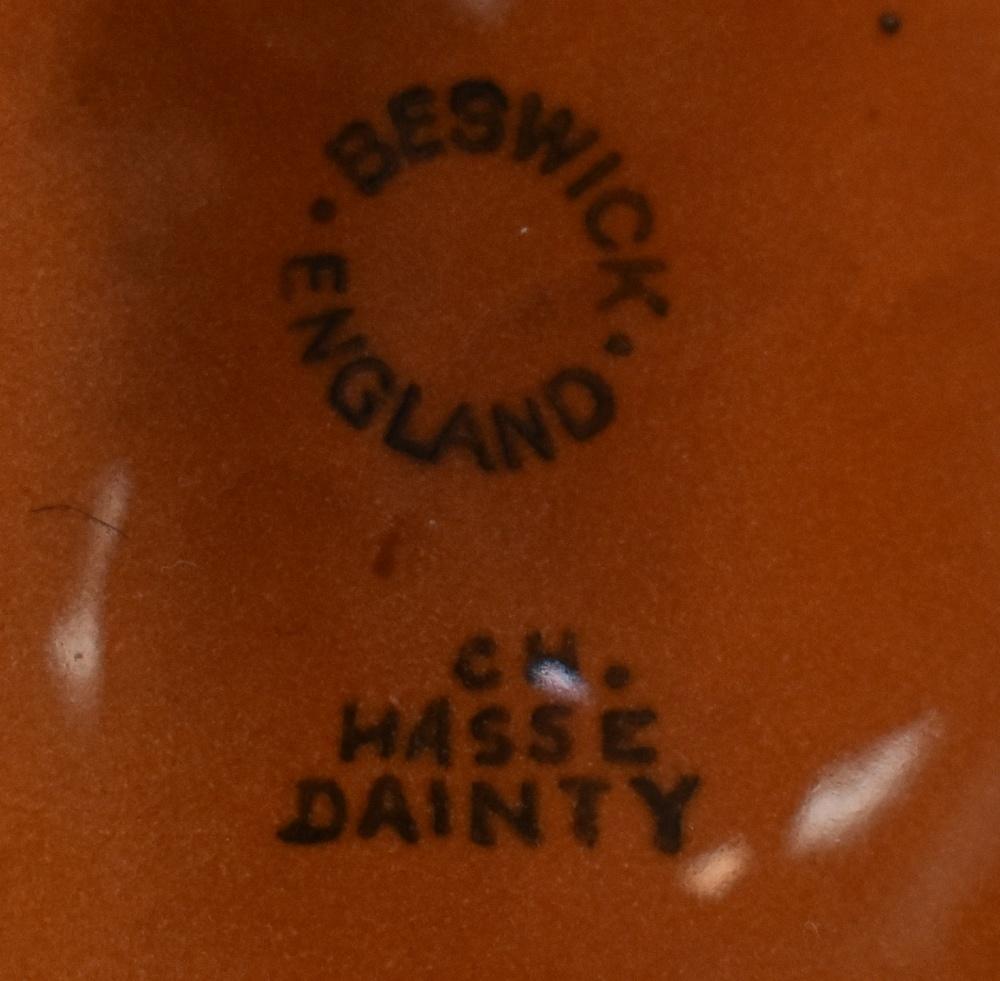 BESWICK
· ENGLAND ·
CH.
HASSE
DAINTY